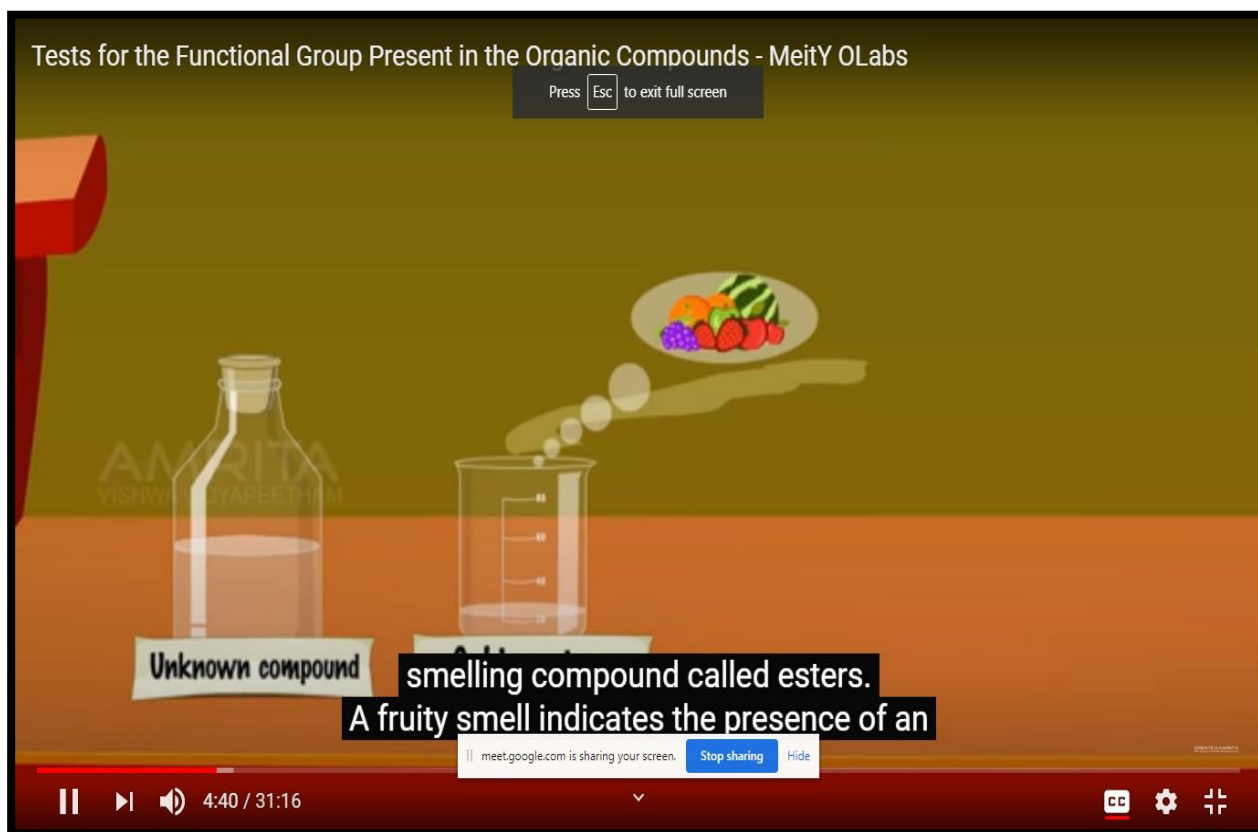 Tests for the Functional Group Present in the Organic Compounds - MeitY OLabs
Press Esc to exit full screen
AMRITA
VISHWA VIDYAPEETHAM
Unknown compound
smelling compound called esters.
A fruity smell indicates the presence of an
meet.google.com is sharing your screen. Stop sharing Hide
4:40 / 31:16
CC